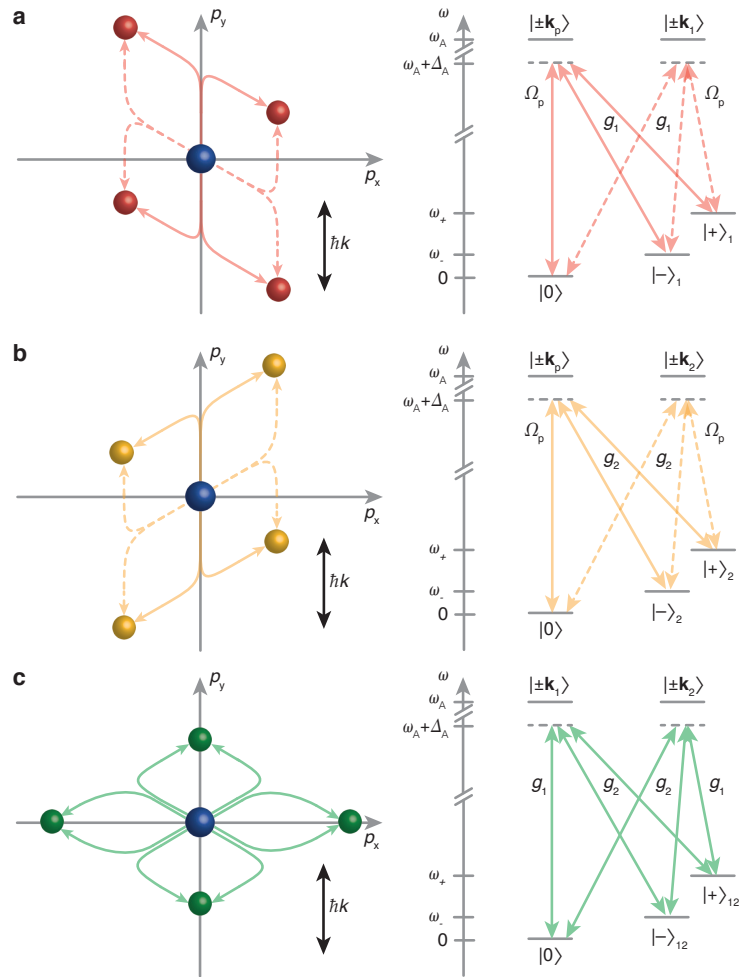 a
p_y
p_x
ħk
ω
ω_A
ω_A+Δ_A
ω_+
ω_-
0
|±k_p⟩
|±k_1⟩
Ω_p
g_1
g_1
Ω_p
|+⟩_1
|−⟩_1
|0⟩
b
p_y
p_x
ħk
ω
ω_A
ω_A+Δ_A
ω_+
ω_-
0
|±k_p⟩
|±k_2⟩
Ω_p
g_2
g_2
Ω_p
|+⟩_2
|−⟩_2
|0⟩
c
p_y
p_x
ħk
ω
ω_A
ω_A+Δ_A
ω_+
ω_-
0
|±k_1⟩
|±k_2⟩
g_1
g_2
g_2
g_1
|+⟩_12
|−⟩_12
|0⟩